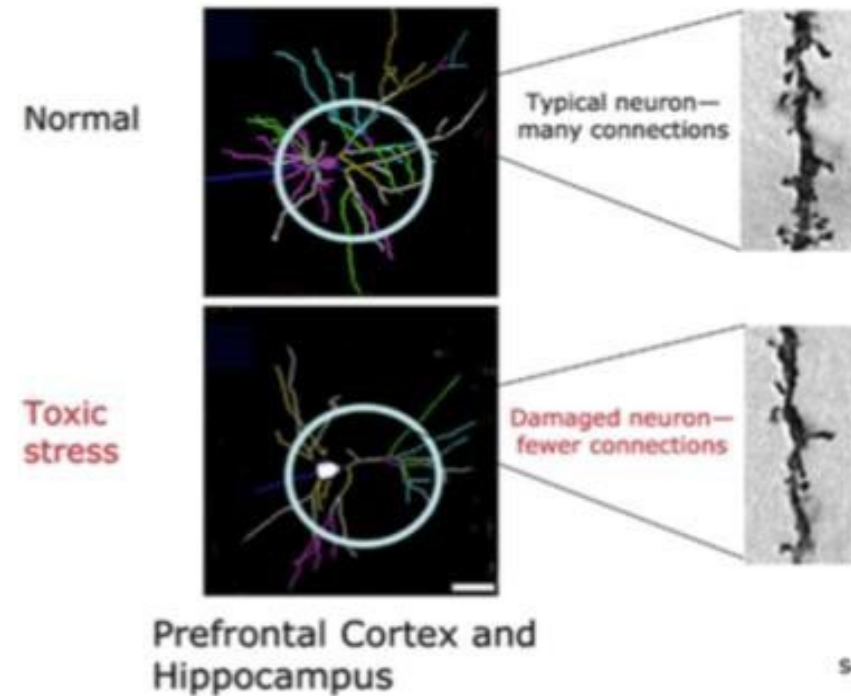 Normal
Typical neuron—
many connections
Toxic
stress
Damaged neuron—
fewer connections
Prefrontal Cortex and
Hippocampus